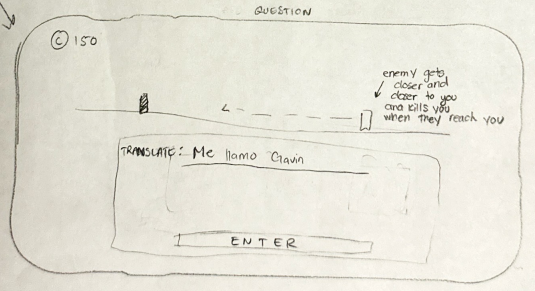 QUESTION
© 150
enemy gets
closer and
closer to you
and kills you
when they reach you
TRANSLATE: Me llamo Gavin
ENTER